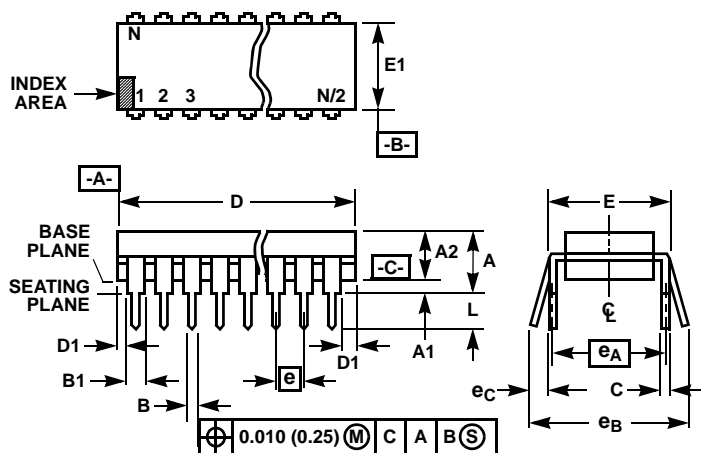 N
INDEX
AREA
1 2 3 N/2
E1
-B-
-A-
D
E
BASE
PLANE
A2
A
-C-
SEATING
PLANE
L
C L
D1
A1
D1
B1
e
eA
B
eC
C
eB
0.010 (0.25) M C A B S